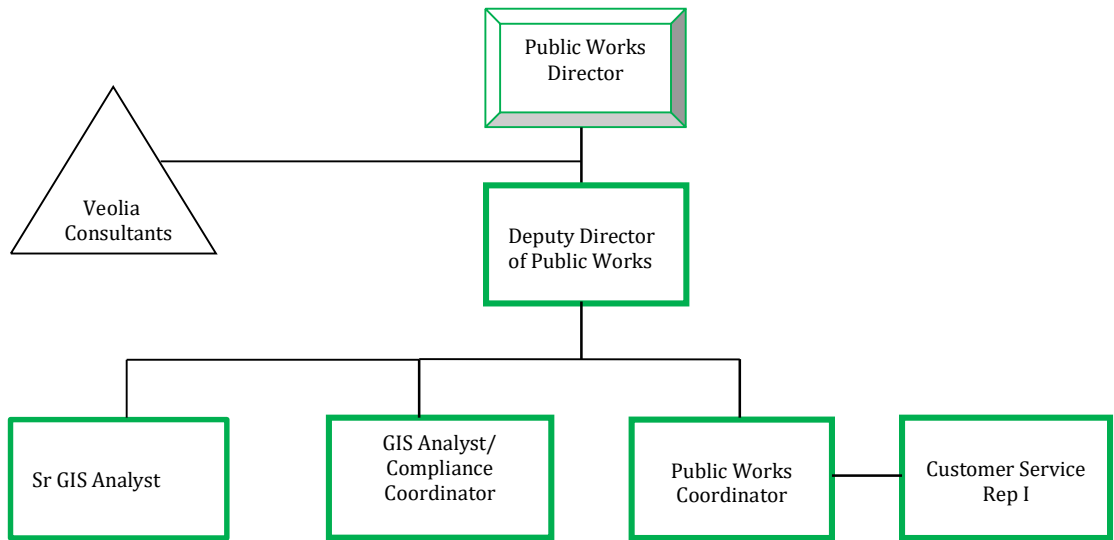 Public Works
Director
Veolia
Consultants
Deputy Director
of Public Works
Sr GIS Analyst
GIS Analyst/
Compliance
Coordinator
Public Works
Coordinator
Customer Service
Rep I